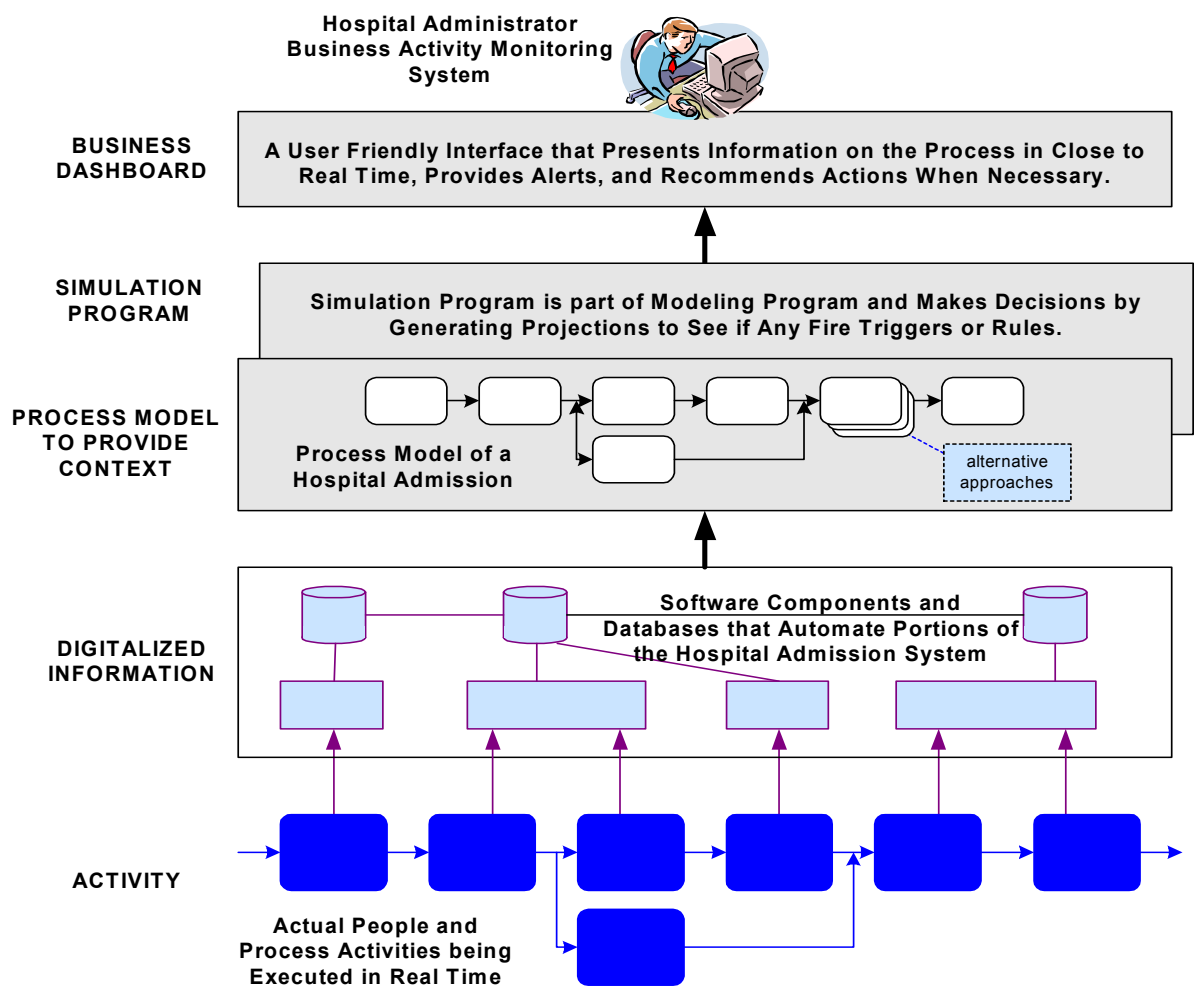 Hospital Administrator
Business Activity Monitoring
System
BUSINESS
DASHBOARD
A User Friendly Interface that Presents Information on the Process in Close to
Real Time, Provides Alerts, and Recommends Actions When Necessary.
SIMULATION
PROGRAM
Simulation Program is part of Modeling Program and Makes Decisions by
Generating Projections to See if Any Fire Triggers or Rules.
PROCESS MODEL
TO PROVIDE
CONTEXT
Process Model of a
Hospital Admission
alternative
approaches
DIGITALIZED
INFORMATION
Software Components and
Databases that Automate Portions of
the Hospital Admission System
ACTIVITY
Actual People and
Process Activities being
Executed in Real Time